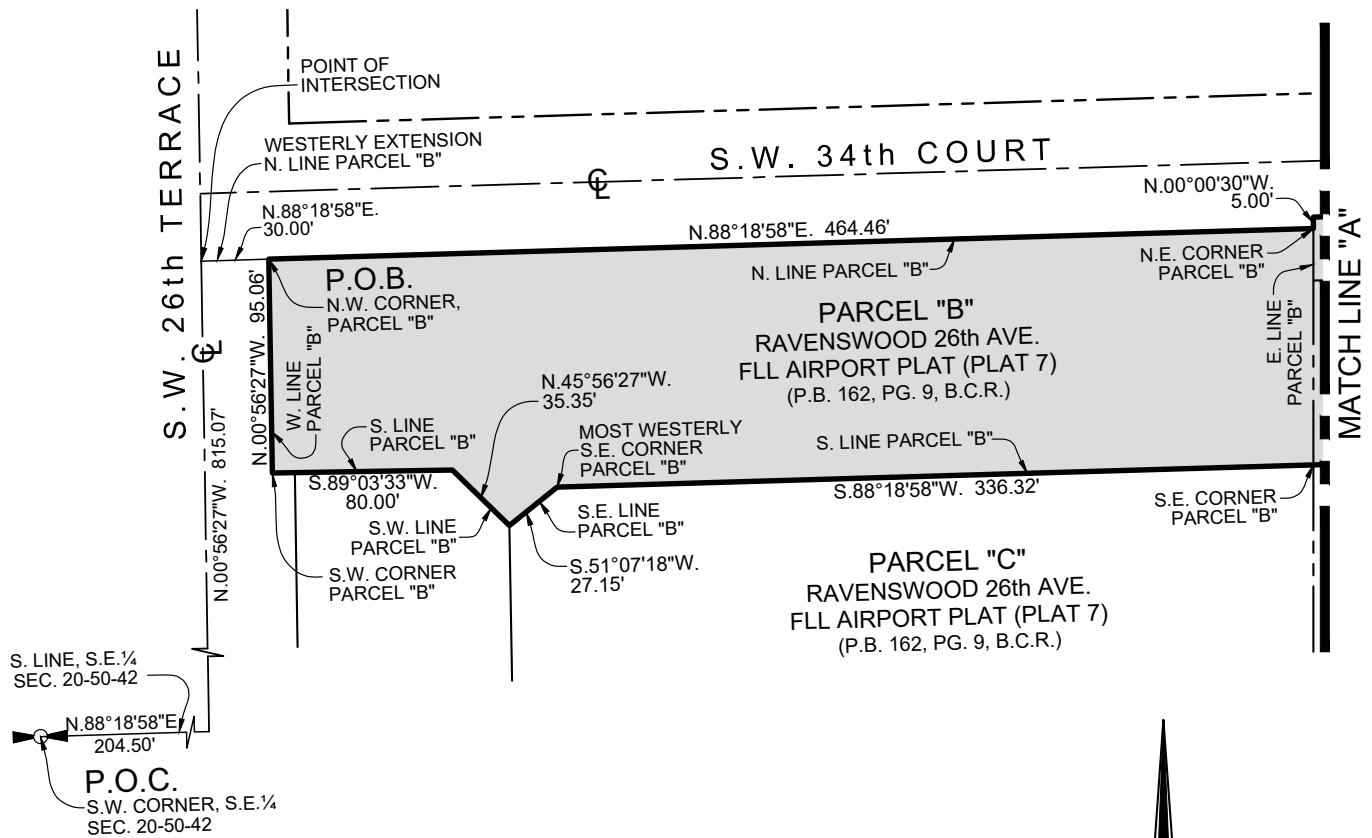 S.W. 26th TERRACE
POINT OF
INTERSECTION
WESTERLY EXTENSION
N. LINE PARCEL "B"
S.W. 34th COURT
℄
N.00°00'30"W.
5.00'
N.88°18'58"E.
30.00'
N.88°18'58"E. 464.46'
N. LINE PARCEL "B"
N.E. CORNER
PARCEL "B"
P.O.B.
N.W. CORNER,
PARCEL "B"
N.00°56'27"W. 95.06'
W. LINE
PARCEL "B"
℄
PARCEL "B"
RAVENSWOOD 26th AVE.
FLL AIRPORT PLAT (PLAT 7)
(P.B. 162, PG. 9, B.C.R.)
E. LINE
PARCEL "B"
MATCH LINE "A"
N.45°56'27"W.
35.35'
S. LINE
PARCEL "B"
MOST WESTERLY
S.E. CORNER
PARCEL "B"
S. LINE PARCEL "B"
N.00°56'27"W. 815.07'
S.89°03'33"W.
80.00'
S.88°18'58"W. 336.32'
S.E. CORNER
PARCEL "B"
S.W. LINE
PARCEL "B"
S.E. LINE
PARCEL "B"
S.51°07'18"W.
27.15'
S.W. CORNER
PARCEL "B"
PARCEL "C"
RAVENSWOOD 26th AVE.
FLL AIRPORT PLAT (PLAT 7)
(P.B. 162, PG. 9, B.C.R.)
S. LINE, S.E.¼
SEC. 20-50-42
N.88°18'58"E
204.50'
P.O.C.
S.W. CORNER, S.E.¼
SEC. 20-50-42